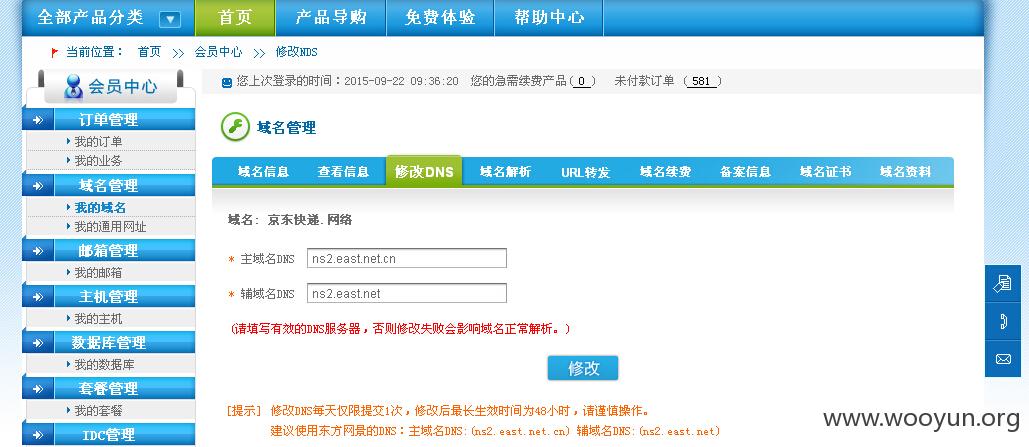 全部产品分类 首页 产品导购 免费体验 帮助中心
当前位置： 首页 >> 会员中心 >> 修改NDS
会员中心 您上次登录的时间：2015-09-22 09:36:20 您的急需续费产品( 0 ) 未付款订单 ( 581 )
订单管理
我的订单
我的业务
域名管理
我的域名
我的通用网址
邮箱管理
我的邮箱
主机管理
我的主机
数据库管理
我的数据库
套餐管理
我的套餐
IDC管理
域名管理
域名信息 查看信息 修改DNS 域名解析 URL转发 域名续费 备案信息 域名证书 域名资料
域名: 京东快递.网络
* 主域名DNS ns2.east.net.cn
* 辅域名DNS ns2.east.net
(请填写有效的DNS服务器，否则修改失败会影响域名正常解析。)
修改
[提示] 修改DNS每天仅限提交1次，修改后最长生效时间为48小时，请谨值操作。
建议使用东方网景的DNS：主域名DNS:(ns2.east.net.cn) 辅域名DNS:(ns2.east.net)
www.wooyun.org